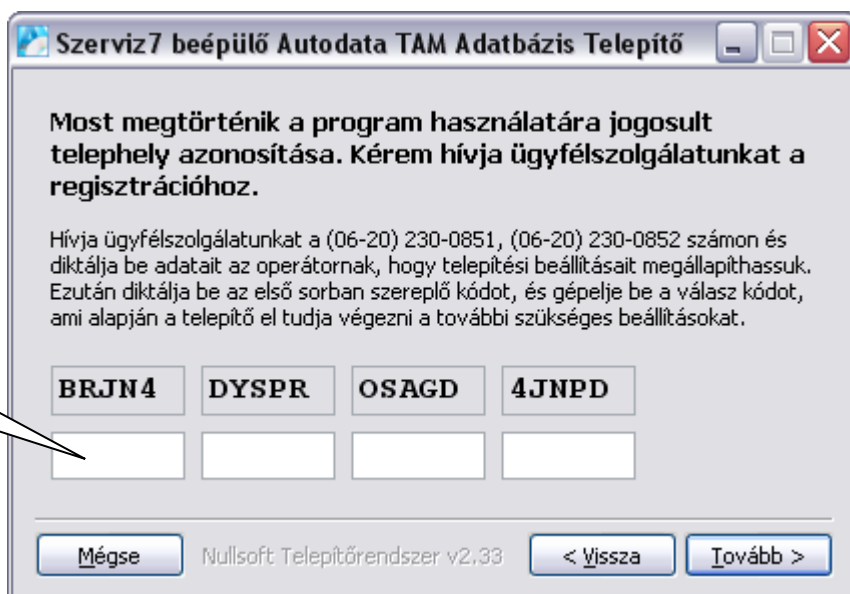 Szerviz7 beépülő Autodata TAM Adatbázis Telepítő
Most megtörténik a program használatára jogosult
telephely azonosítása. Kérem hívja ügyfélszolgálatunkat a
regisztrációhoz.
Hívja ügyfélszolgálatunkat a (06-20) 230-0851, (06-20) 230-0852 számon és
diktálja be adatait az operátornak, hogy telepítési beállításait megállapíthassuk.
Ezután diktálja be az első sorban szereplő kódot, és gépelje be a válasz kódot,
ami alapján a telepítő el tudja végezni a további szükséges beállításokat.
BRJN4 DYSPR OSAGD 4JNPD
Mégse Nullsoft Telepítőrendszer v2.33 < Vissza Tovább >